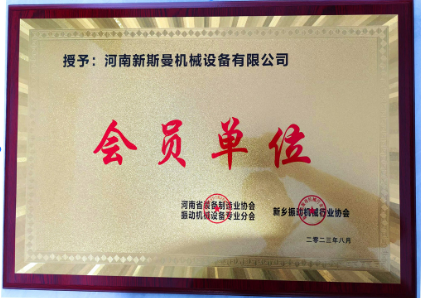 授予：河南新斯曼机械设备有限公司
会员单位
河南省装备制造业协会
振动机械设备专业分会
新乡振动机械行业协会
二〇二三年八月